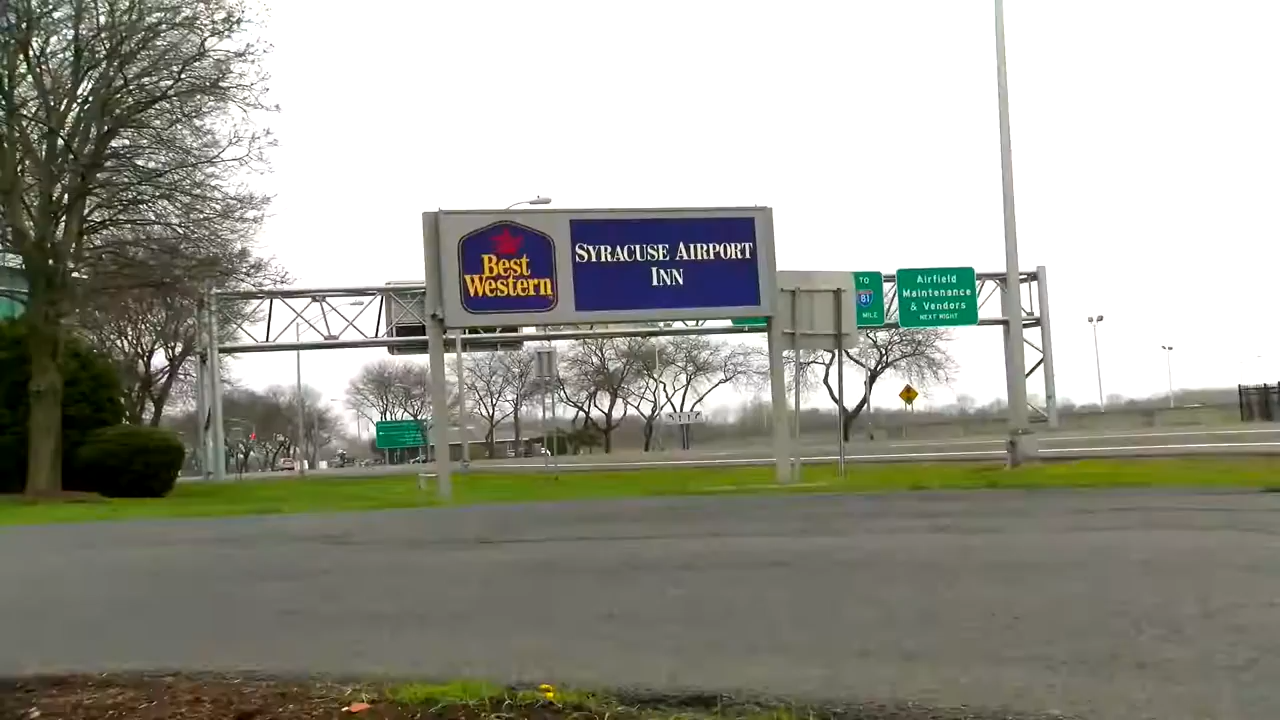 Best
Western
SYRACUSE AIRPORT
INN
TO
81
MILE
Airfield
Maintenance
& Vendors
NEXT RIGHT